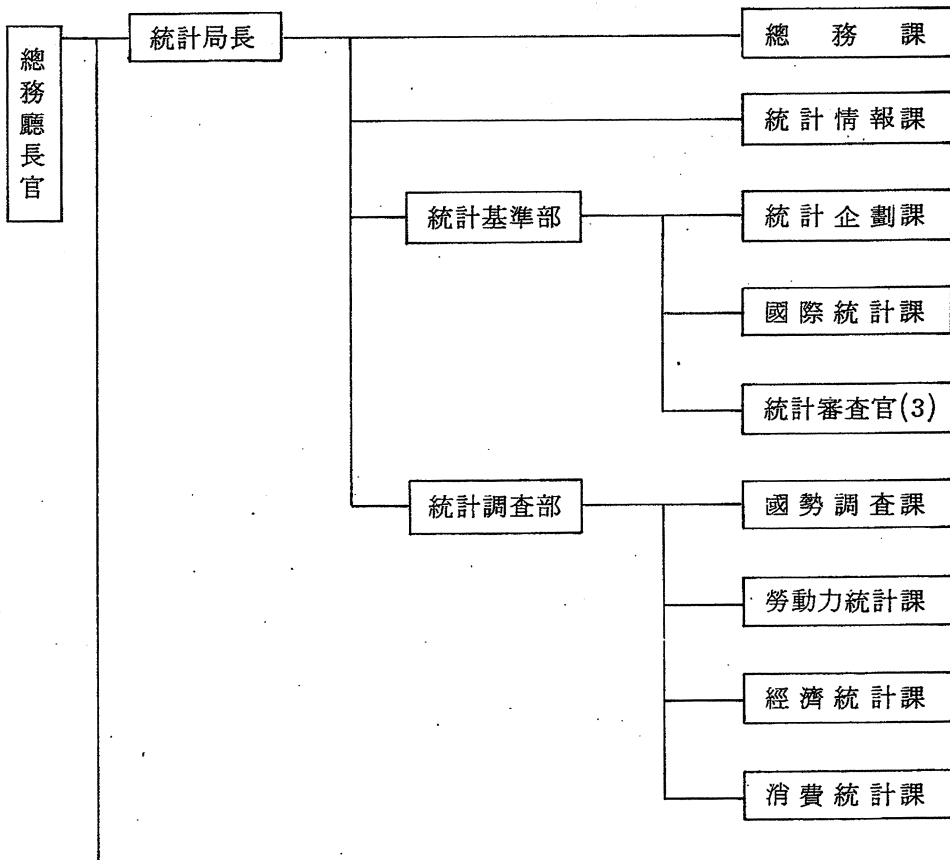 總務廳長官
統計局長
總務課
統計情報課
統計基準部
統計企劃課
國際統計課
統計審査官(3)
統計調査部
國勢調査課
勞動力統計課
經濟統計課
消費統計課